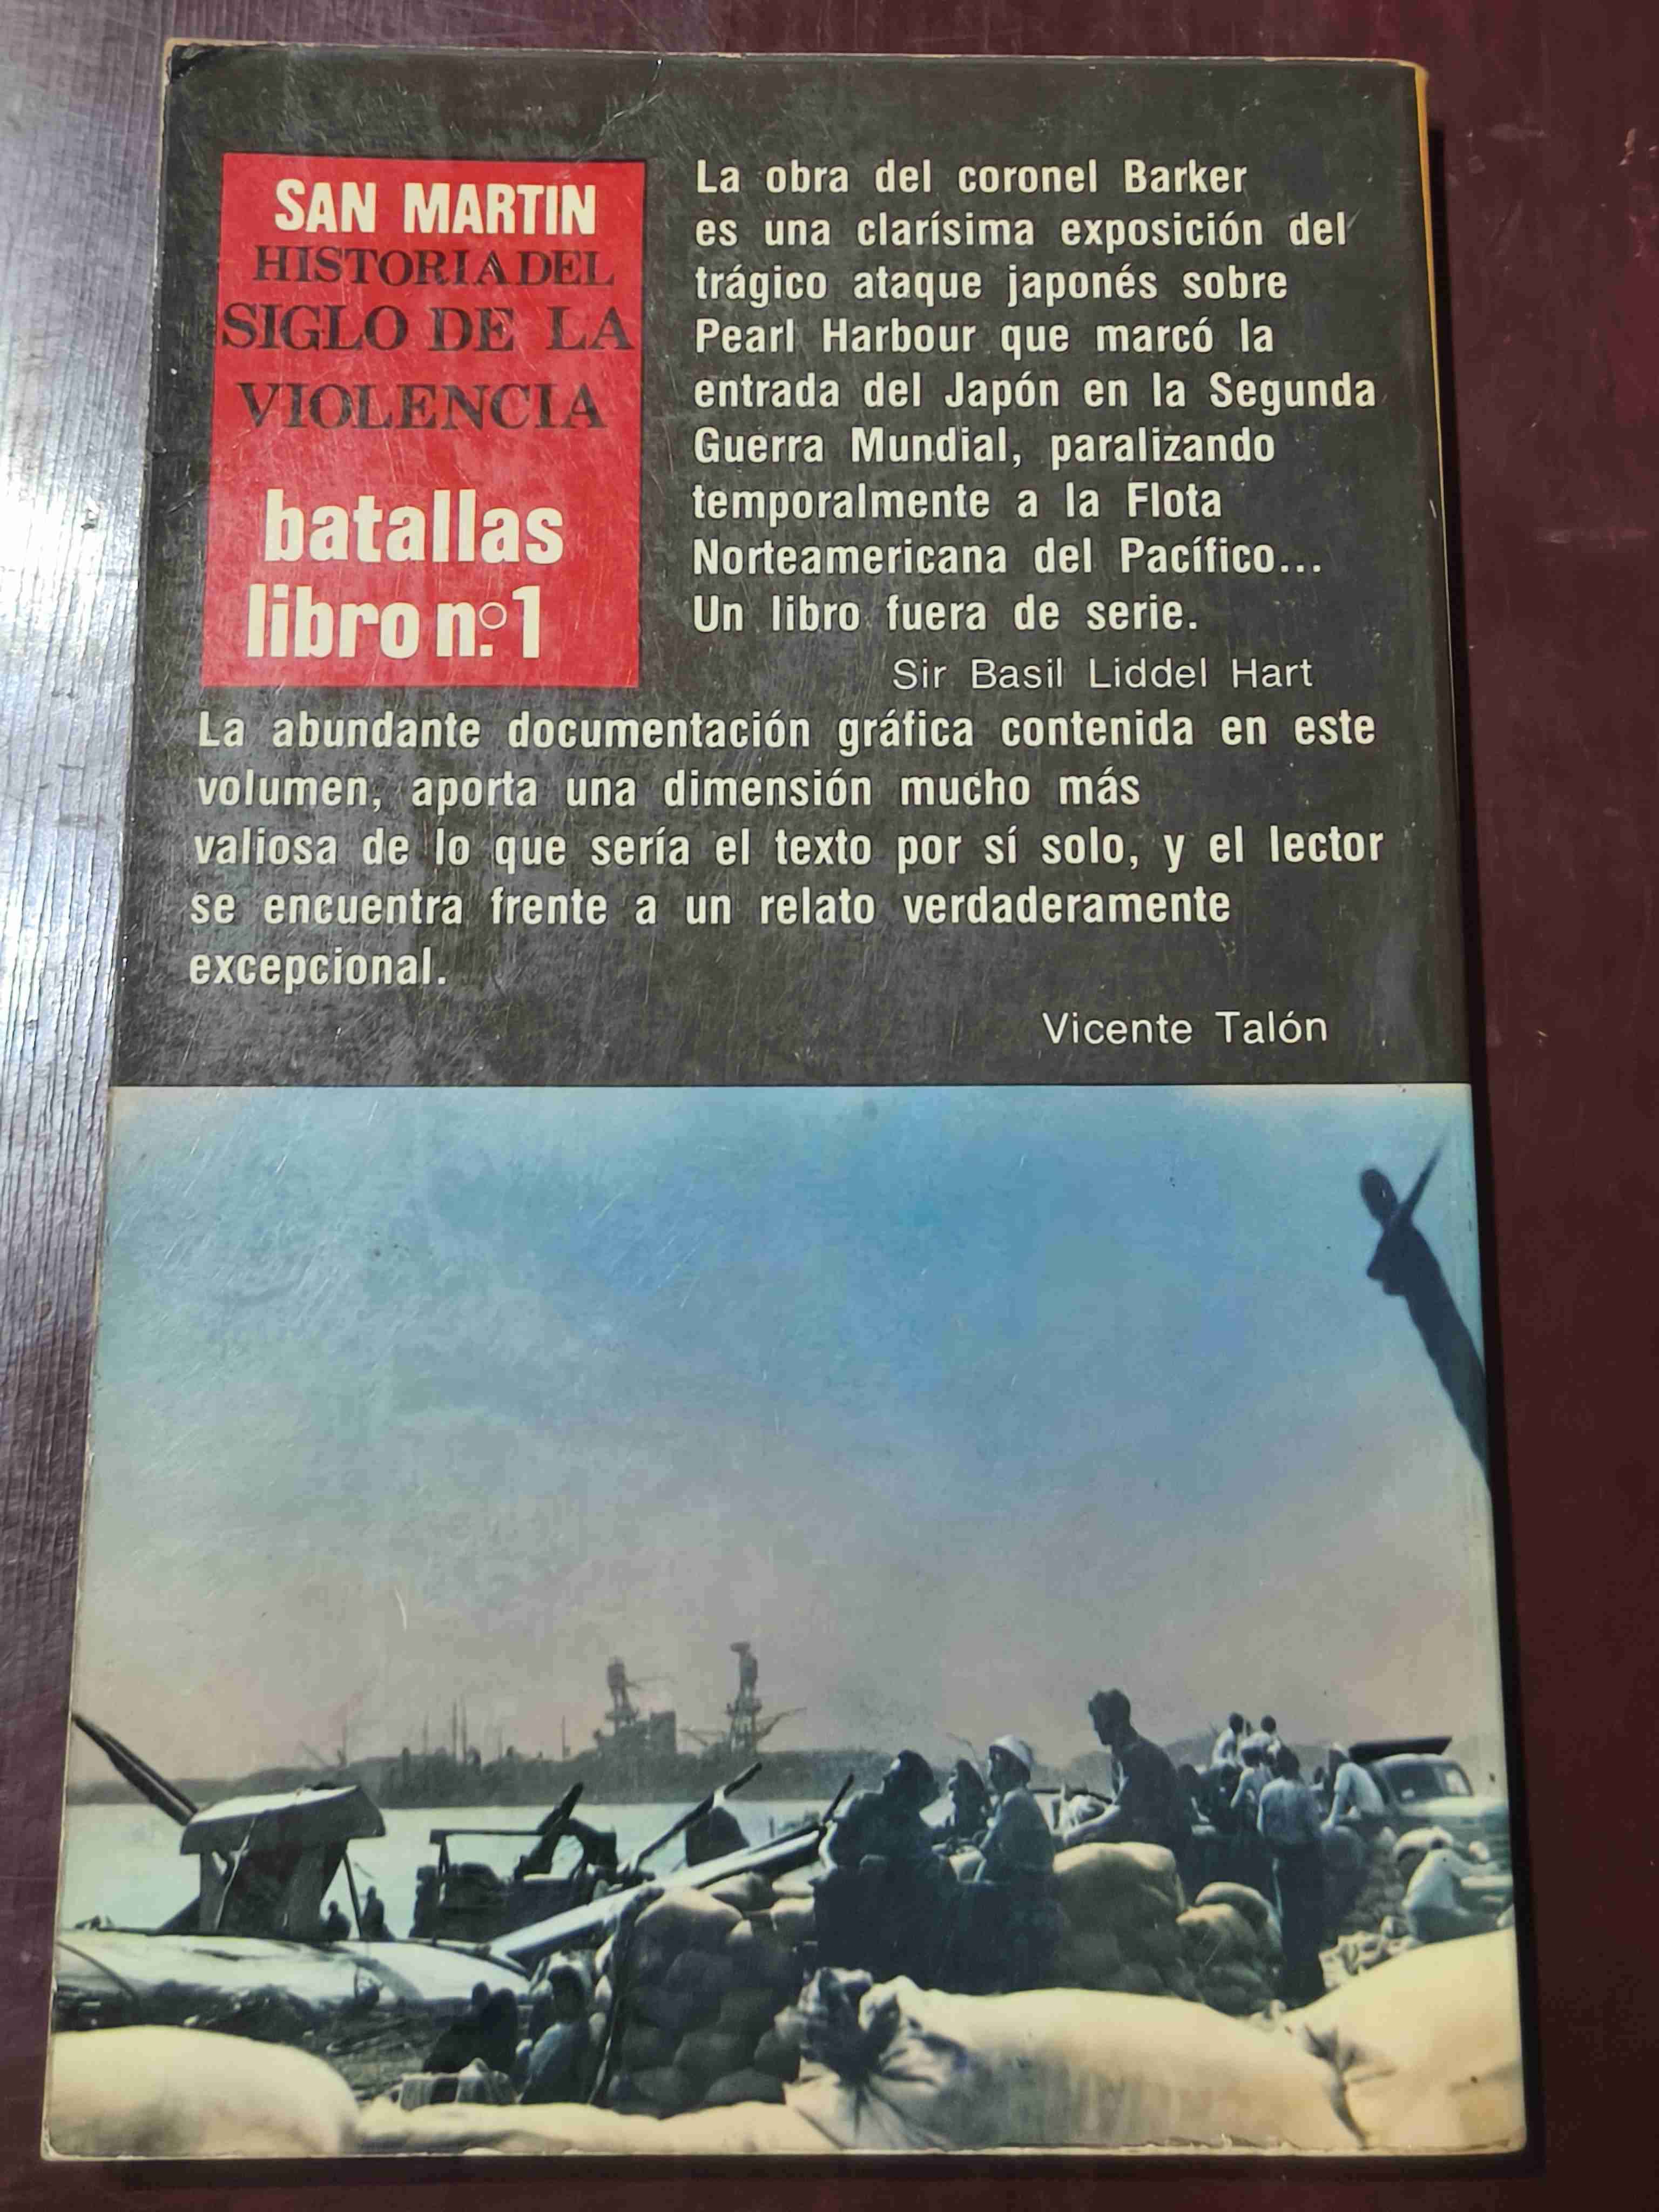 SAN MARTIN
HISTORIA DEL
SIGLO DE LA
VIOLENCIA
batallas
libro n.º 1
La obra del coronel Barker
es una clarísima exposición del
trágico ataque japonés sobre
Pearl Harbour que marcó la
entrada del Japón en la Segunda
Guerra Mundial, paralizando
temporalmente a la Flota
Norteamericana del Pacífico...
Un libro fuera de serie.
Sir Basil Liddel Hart
La abundante documentación gráfica contenida en este
volumen, aporta una dimensión mucho más
valiosa de lo que sería el texto por sí solo, y el lector
se encuentra frente a un relato verdaderamente
excepcional.
Vicente Talón